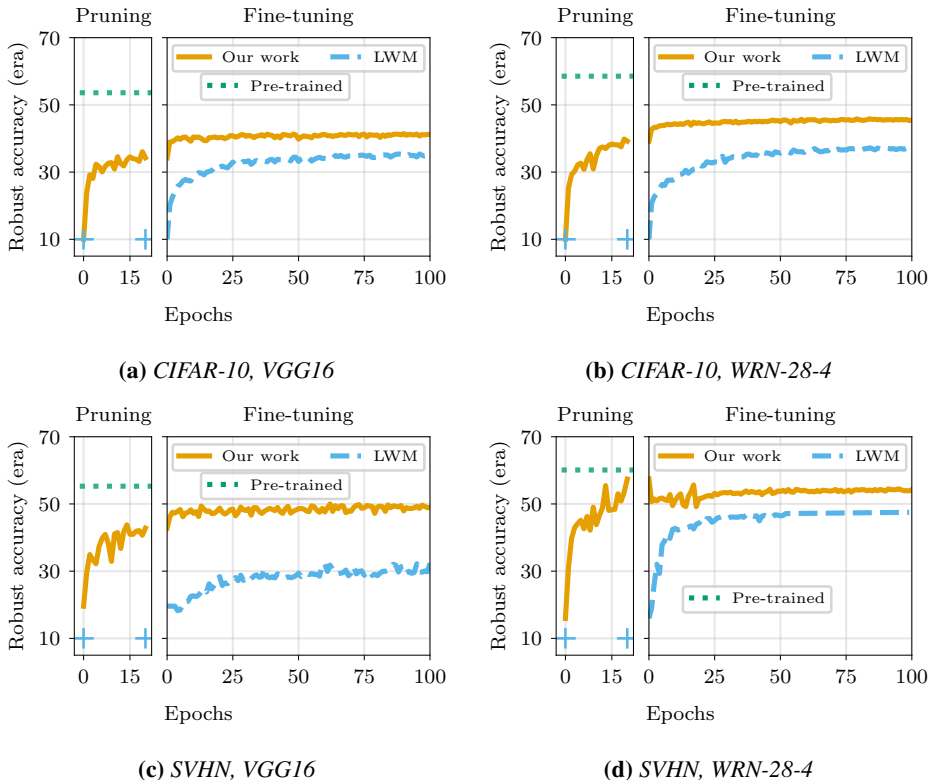 Pruning Fine-tuning
Robust accuracy (era)
70
50
30
10
Our work LWM
Pre-trained
0 15 0 25 50 75 100
Epochs
(a) CIFAR-10, VGG16
Pruning Fine-tuning
Robust accuracy (era)
70
50
30
10
Our work LWM
Pre-trained
0 15 0 25 50 75 100
Epochs
(b) CIFAR-10, WRN-28-4
Pruning Fine-tuning
Robust accuracy (era)
70
50
30
10
Our work LWM
Pre-trained
0 15 0 25 50 75 100
Epochs
(c) SVHN, VGG16
Pruning Fine-tuning
Robust accuracy (era)
70
50
30
10
Our work LWM
Pre-trained
0 15 0 25 50 75 100
Epochs
(d) SVHN, WRN-28-4